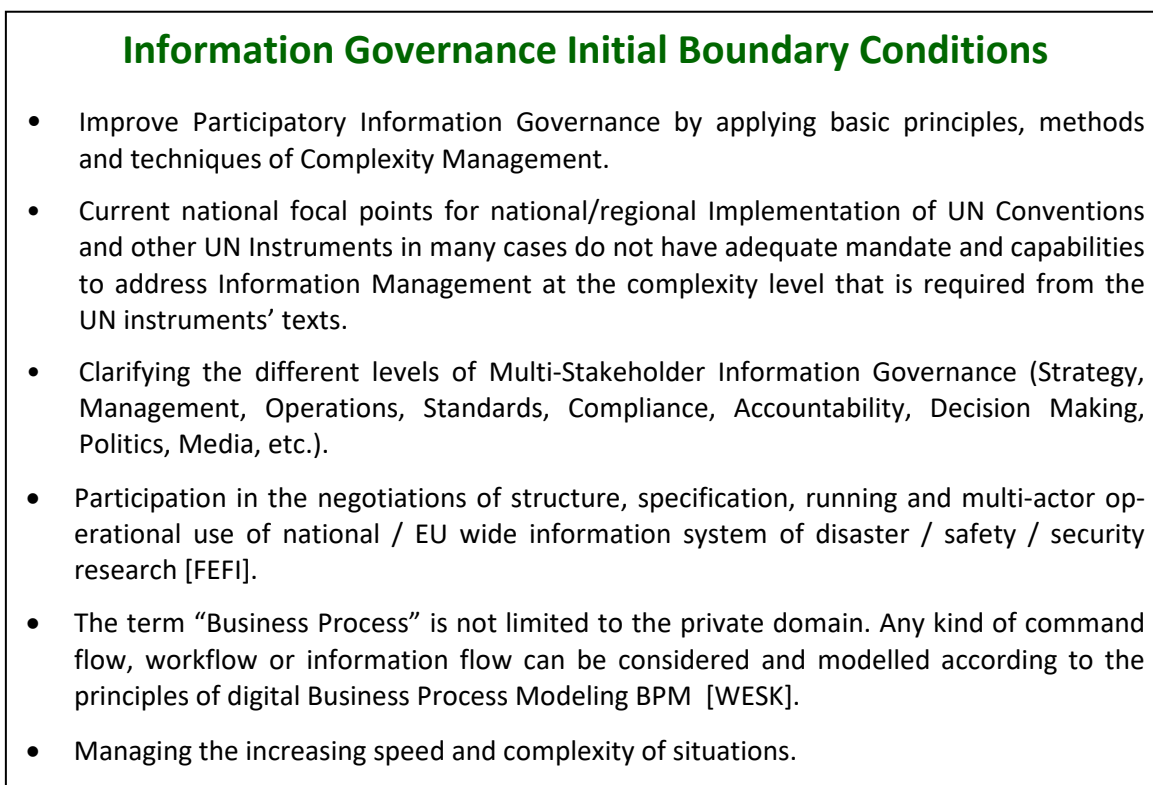 Information Governance Initial Boundary Conditions
• Improve Participatory Information Governance by applying basic principles, methods
and techniques of Complexity Management.
• Current national focal points for national/regional Implementation of UN Conventions
and other UN Instruments in many cases do not have adequate mandate and capabilities
to address Information Management at the complexity level that is required from the
UN instruments’ texts.
• Clarifying the different levels of Multi-Stakeholder Information Governance (Strategy,
Management, Operations, Standards, Compliance, Accountability, Decision Making,
Politics, Media, etc.).
• Participation in the negotiations of structure, specification, running and multi-actor op-
erational use of national / EU wide information system of disaster / safety / security
research [FEFI].
• The term “Business Process” is not limited to the private domain. Any kind of command
flow, workflow or information flow can be considered and modelled according to the
principles of digital Business Process Modeling BPM [WESK].
• Managing the increasing speed and complexity of situations.